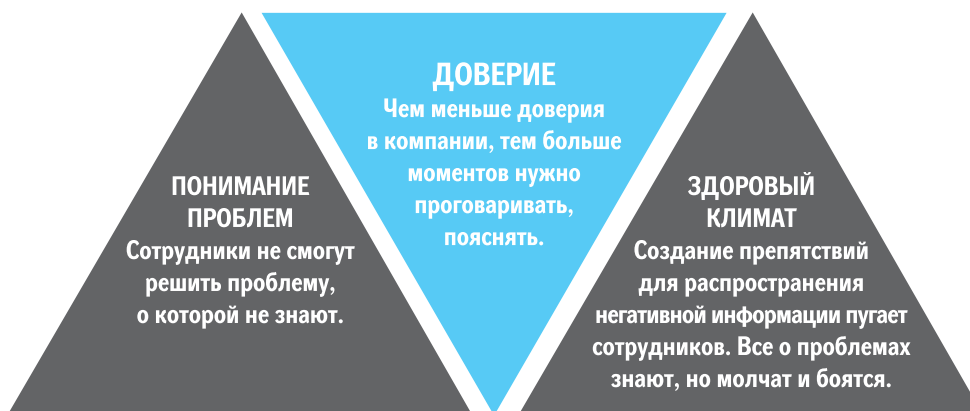 ПОНИМАНИЕ
ПРОБЛЕМ
Сотрудники не смогут
решить проблему,
о которой не знают.
ДОВЕРИЕ
Чем меньше доверия
в компании, тем больше
моментов нужно
проговаривать,
пояснять.
ЗДОРОВЫЙ
КЛИМАТ
Создание препятствий
для распространения
негативной информации пугает
сотрудников. Все о проблемах
знают, но молчат и боятся.